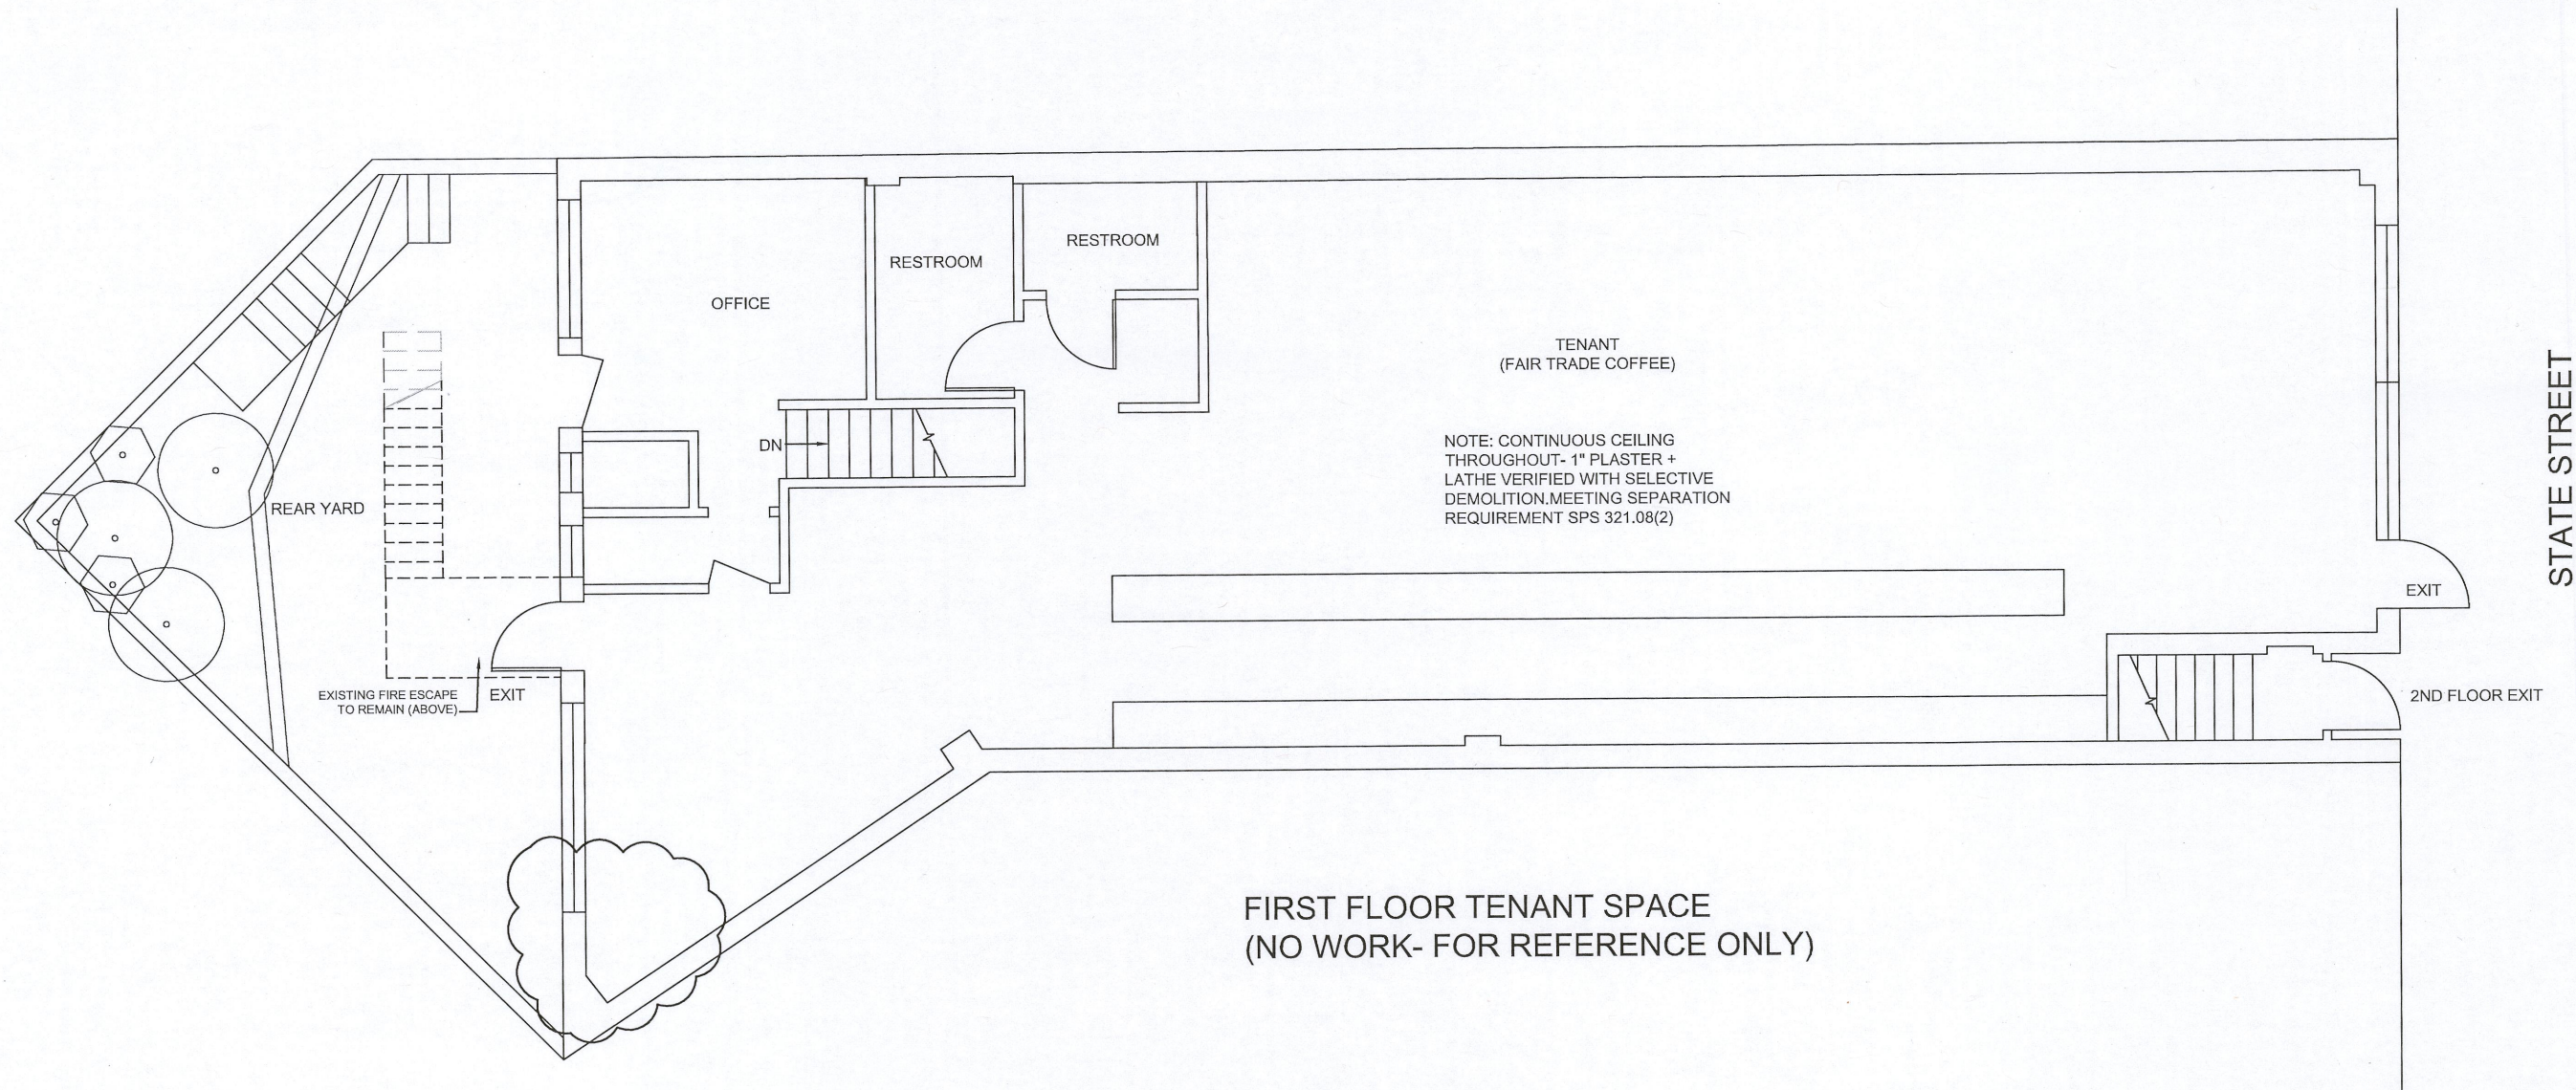 RESTROOM
RESTROOM
OFFICE
TENANT
(FAIR TRADE COFFEE)
STATE STREET
DN
NOTE: CONTINUOUS CEILING
THROUGHOUT- 1" PLASTER +
LATHE VERIFIED WITH SELECTIVE
DEMOLITION.MEETING SEPARATION
REQUIREMENT SPS 321.08(2)
REAR YARD
EXIT
EXISTING FIRE ESCAPE
TO REMAIN (ABOVE)
EXIT
2ND FLOOR EXIT
FIRST FLOOR TENANT SPACE
(NO WORK- FOR REFERENCE ONLY)